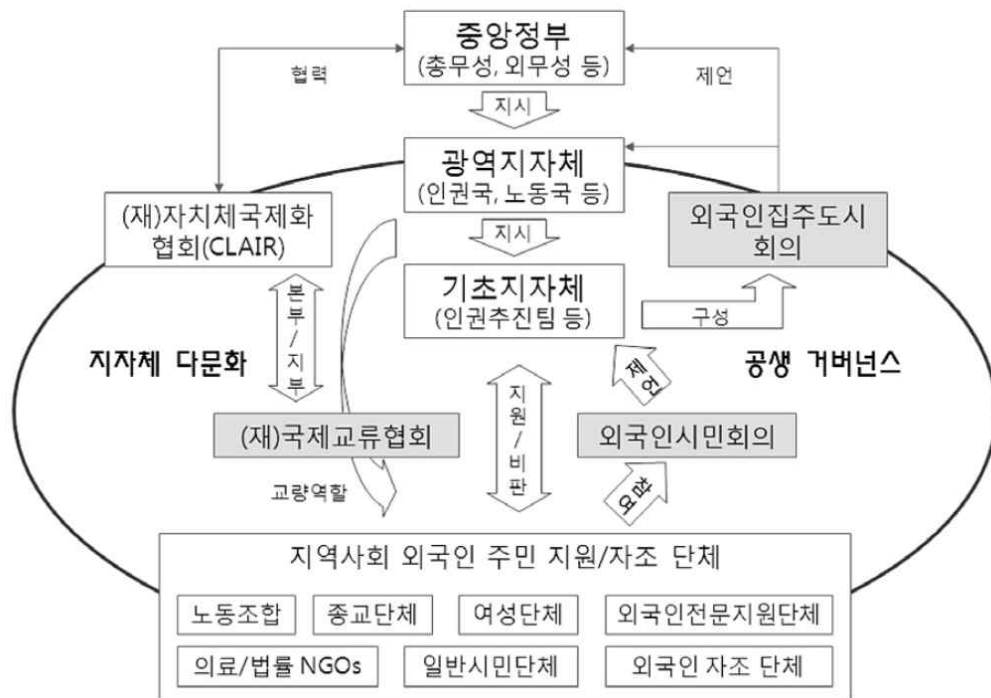 중앙정부
(총무성, 외무성 등)
협력
제언
지시
광역지자체
(인권국, 노동국 등)
(재)자치체국제화
협회(CLAIR)
외국인집주도시
회의
지시
기초지자체
(인권추진팀 등)
구성
본부/지부
지자체 다문화
공생 거버넌스
제언
지원/비판
(재)국제교류협회
외국인시민회의
교량역할
참여
지역사회 외국인 주민 지원/자조 단체
노동조합
종교단체
여성단체
외국인전문지원단체
의료/법률 NGOs
일반시민단체
외국인 자조 단체